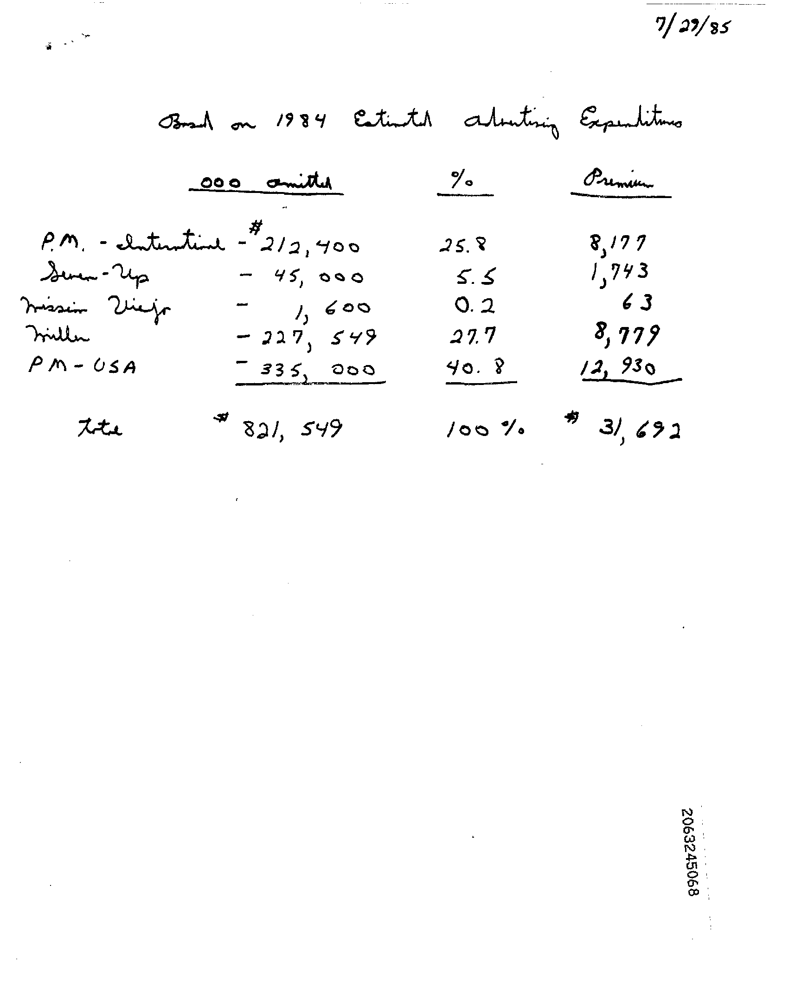 7/29/85
Based on 1984 Estimated Advertising Expenditures
000 omitted % Premium
P.M. - International - $212,400 25.8 8,177
Seven-Up - 45,000 5.5 1,743
Mission Viejo - 1,600 0.2 63
Miller - 227,549 27.7 8,779
PM-USA - 335,000 40.8 12,930
Total $ 821,549 100% $ 31,692
2063245068